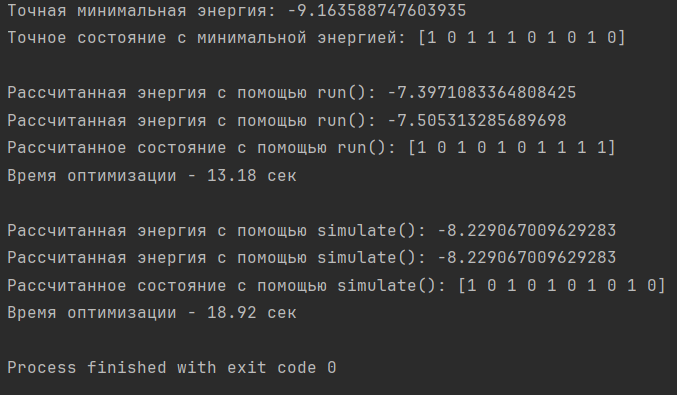 Точная минимальная энергия: -9.163588747603935
Точное состояние с минимальной энергией: [1 0 1 1 1 0 1 0 1 0]
Рассчитанная энергия с помощью run(): -7.3971083364808425
Рассчитанная энергия с помощью run(): -7.505313285689698
Рассчитанное состояние с помощью run(): [1 0 1 0 1 0 1 1 1 1]
Время оптимизации - 13.18 сек
Рассчитанная энергия с помощью simulate(): -8.229067009629283
Рассчитанная энергия с помощью simulate(): -8.229067009629283
Рассчитанное состояние с помощью simulate(): [1 0 1 0 1 0 1 0 1 0]
Время оптимизации - 18.92 сек
Process finished with exit code 0